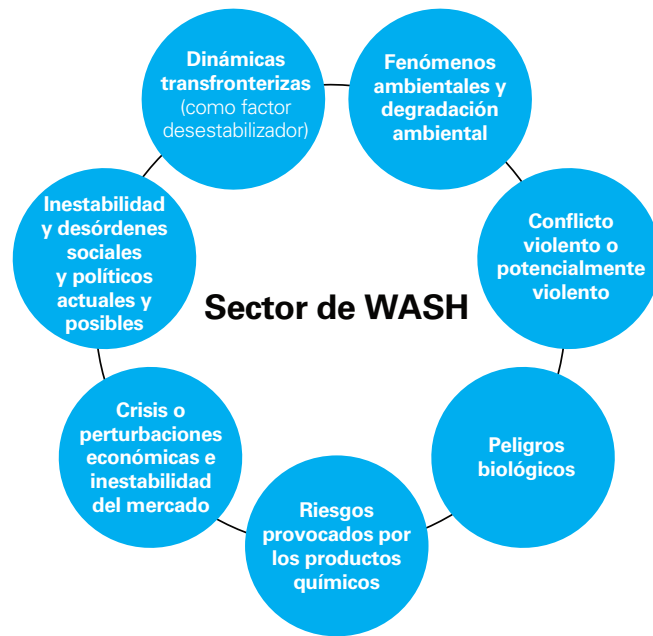 Dinámicas
transfronterizas
(como factor
desestabilizador)
Fenómenos
ambientales y
degradación
ambiental
Conflicto
violento o
potencialmente
violento
Peligros
biológicos
Riesgos
provocados por
los productos
químicos
Crisis o
perturbaciones
económicas e
inestabilidad
del mercado
Inestabilidad
y desórdenes
sociales
y políticos
actuales y
posibles
Sector de WASH